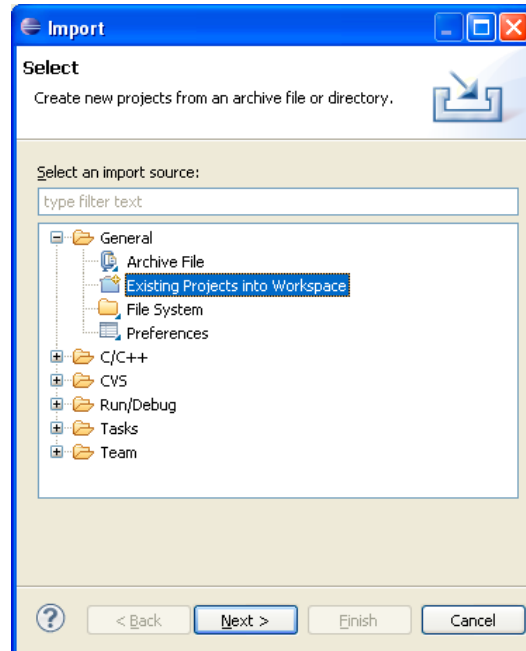 Import
Select
Create new projects from an archive file or directory.
Select an import source:
type filter text
General
Archive File
Existing Projects into Workspace
File System
Preferences
C/C++
CVS
Run/Debug
Tasks
Team
? < Back Next > Finish Cancel